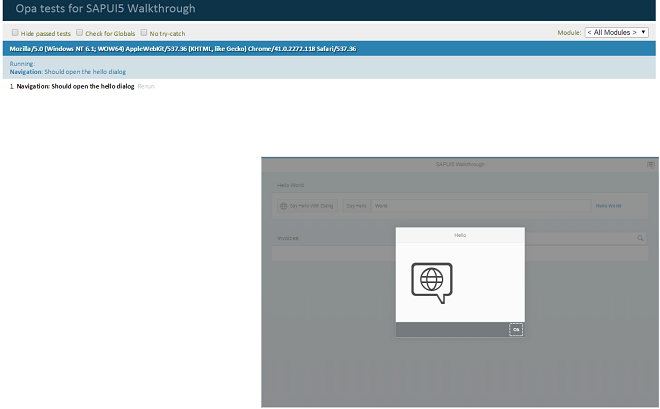 Opa tests for SAPUI5 Walkthrough
Hide passed tests Check for Globals No try-catch Module: < All Modules >
Mozilla/5.0 (Windows NT 6.1; WOW64) AppleWebKit/537.36 (KHTML, like Gecko) Chrome/41.0.2272.118 Safari/537.36
Running:
Navigation: Should open the hello dialog
1. Navigation: Should open the hello dialog Rerun
SAPUI5 Walkthrough
Hello World
Say Hello With Dialog Say Hello World Hello World
Hello
Invoices
OK